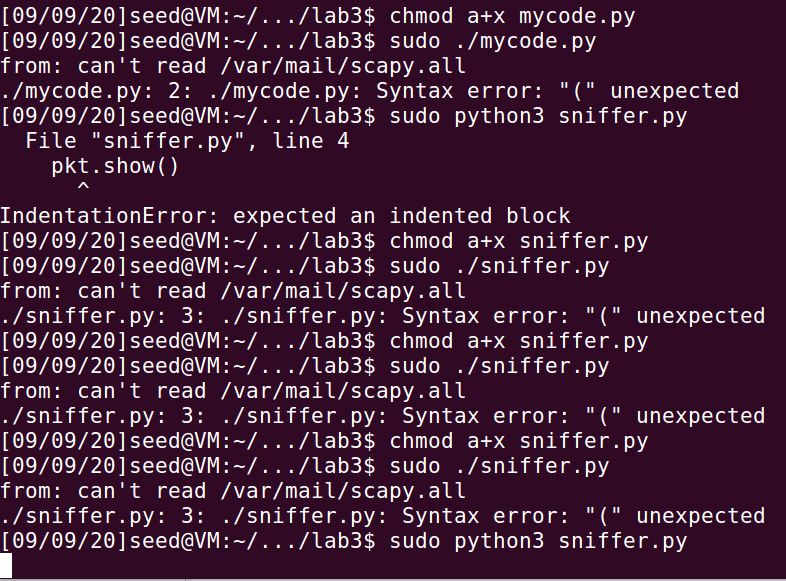 [09/09/20]seed@VM:~/.../lab3$ chmod a+x mycode.py
[09/09/20]seed@VM:~/.../lab3$ sudo ./mycode.py
from: can't read /var/mail/scapy.all
./mycode.py: 2: ./mycode.py: Syntax error: "(" unexpected
[09/09/20]seed@VM:~/.../lab3$ sudo python3 sniffer.py
  File "sniffer.py", line 4
    pkt.show()
      ^
IndentationError: expected an indented block
[09/09/20]seed@VM:~/.../lab3$ chmod a+x sniffer.py
[09/09/20]seed@VM:~/.../lab3$ sudo ./sniffer.py
from: can't read /var/mail/scapy.all
./sniffer.py: 3: ./sniffer.py: Syntax error: "(" unexpected
[09/09/20]seed@VM:~/.../lab3$ chmod a+x sniffer.py
[09/09/20]seed@VM:~/.../lab3$ sudo ./sniffer.py
from: can't read /var/mail/scapy.all
./sniffer.py: 3: ./sniffer.py: Syntax error: "(" unexpected
[09/09/20]seed@VM:~/.../lab3$ chmod a+x sniffer.py
[09/09/20]seed@VM:~/.../lab3$ sudo ./sniffer.py
from: can't read /var/mail/scapy.all
./sniffer.py: 3: ./sniffer.py: Syntax error: "(" unexpected
[09/09/20]seed@VM:~/.../lab3$ sudo python3 sniffer.py